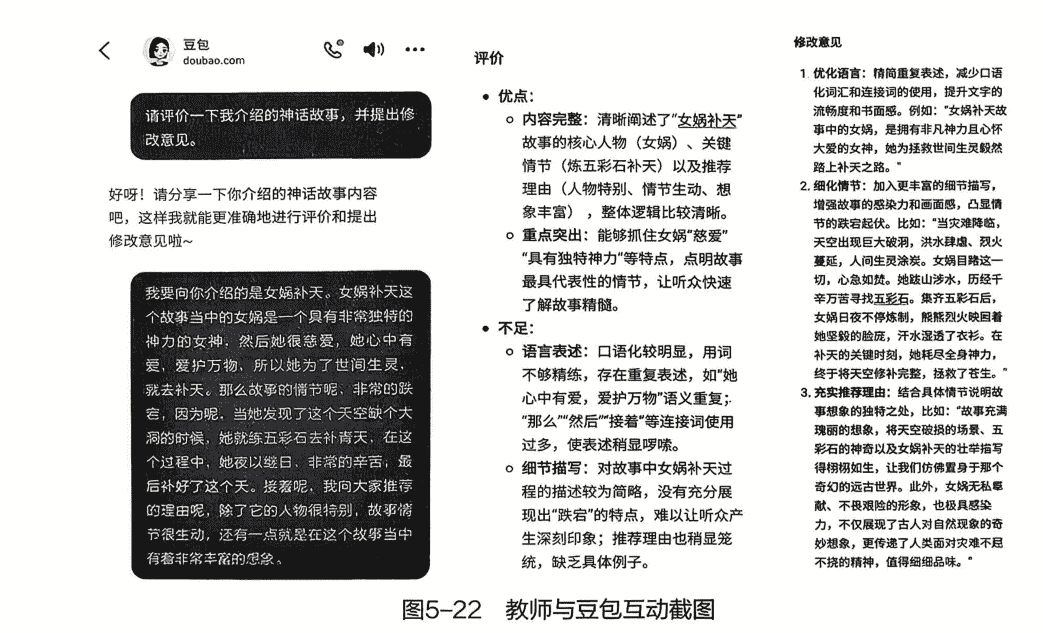 豆包
doubao.com
请评价一下我介绍的神话故事，并提出修
改意见。
好呀！请分享一下你介绍的神话故事内容
吧，这样我就能更准确地进行评价和提出
修改意见啦~
我要向你介绍的是女娲补天。女娲补天这
个故事当中的女娲是一个具有非常独特的
神力的女神，然后她很慈爱，她心中有
爱、爱护万物，所以她为了世间生灵，
就去补天。那么故事的情节呢，非常的跌
宕，因为呢，当她发现了这个天空缺个大
洞的时候，她就练五彩石去补青天，在这
个过程中，她夜以继日，非常的辛苦，最
后补好了这个天。接着呢，我向大家推荐
的理由呢，除了它的人物很特别，故事情
节很生动，还有一点就是在这个故事当中
有着非常丰富的想象。
评价
• 优点：
○ 内容完整：清晰阐述了“女娲补天”
故事的核心人物（女娲）、关键
情节（炼五彩石补天）以及推荐
理由（人物特别、情节生动、想
象丰富），整体逻辑比较清晰。
○ 重点突出：能够抓住女娲“慈爱”
“具有独特神力”等特点，点明故事
最具代表性的情节，让听众快速
了解故事精髓。
• 不足：
○ 语言表述：口语化较明显，用词
不够精练，存在重复表述，如“她
心中有爱，爱护万物”语义重复；
“那么”“然后”“接着”等连接词使用
过多，使表述稍显啰嗦。
○ 细节描写：对故事中女娲补天过
程的描述较为简略，没有充分展
现出“跌宕”的特点，难以让听众产
生深刻印象；推荐理由也稍显笼
统，缺乏具体例子。
修改意见
1. 优化语言：精简重复表述，减少口语
化词汇和连接词的使用，提升文字的
流畅度和书面感。例如：“女娲补天故
事中的女娲，是拥有非凡神力且心怀
大爱的女神，她为拯救世间生灵毅然
踏上补天之路。”
2. 细化情节：加入更丰富的细节描写，
增强故事的感染力和画面感，凸显情
节的跌宕起伏。比如：“当灾难降临，
天空出现巨大破洞，洪水肆虐、烈火
蔓延，人间生灵涂炭。女娲目睹这一
切，心急如焚。她跋山涉水，历经千
辛万苦寻找五彩石。集齐五彩石后，
女娲日夜不停炼制，熊熊烈火映困着
她坚毅的脸庞，汗水湿透了衣衫。在
补天的关键时刻，她耗尽全身神力，
终于将天空修补完整，拯救了苍生。”
3. 充实推荐理由：结合具体情节说明故
事想象的独特之处，比如：“故事充满
瑰丽的想象，将天空破损的场景、五
彩石的神奇以及女娲补天的壮举描写
得栩栩如生，让我们仿佛置身于那个
奇幻的远古世界。此外，女娲无私奉
献、不畏艰险的形象，也极具感染
力，不仅展现了古人对自然现象的奇
妙想象，更传递了人类面对灾难不屈
不挠的精神，值得细细品味。”
图5-22 教师与豆包互动截图